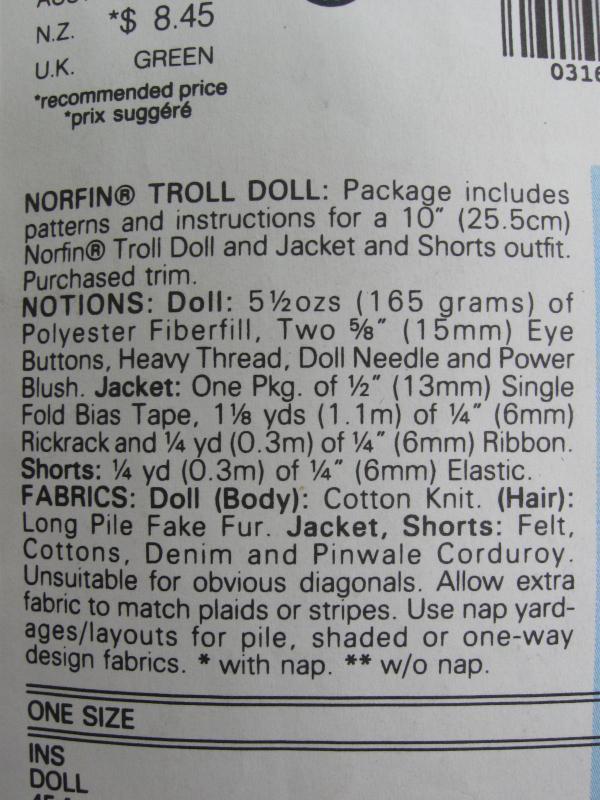 N.Z. *$ 8.45
U.K. GREEN
*recommended price
*prix suggéré
0316
NORFIN® TROLL DOLL: Package includes
patterns and instructions for a 10" (25.5cm)
Norfin® Troll Doll and Jacket and Shorts outfit.
Purchased trim.
NOTIONS: Doll: 5½ozs (165 grams) of
Polyester Fiberfill, Two ⅝" (15mm) Eye
Buttons, Heavy Thread, Doll Needle and Power
Blush. Jacket: One Pkg. of ½" (13mm) Single
Fold Bias Tape, 1⅛ yds (1.1m) of ¼" (6mm)
Rickrack and ¼ yd (0.3m) of ¼" (6mm) Ribbon.
Shorts: ¼ yd (0.3m) of ¼" (6mm) Elastic.
FABRICS: Doll (Body): Cotton Knit. (Hair):
Long Pile Fake Fur. Jacket, Shorts: Felt,
Cottons, Denim and Pinwale Corduroy.
Unsuitable for obvious diagonals. Allow extra
fabric to match plaids or stripes. Use nap yard-
ages/layouts for pile, shaded or one-way
design fabrics. * with nap. ** w/o nap.
ONE SIZE
INS
DOLL